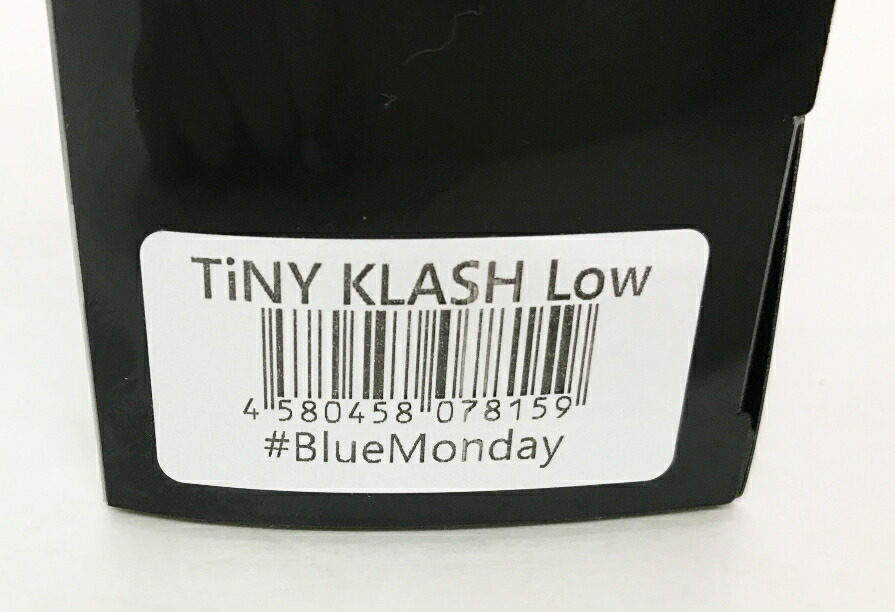 TiNY KLASH Low
4 580458 078159
#BlueMonday